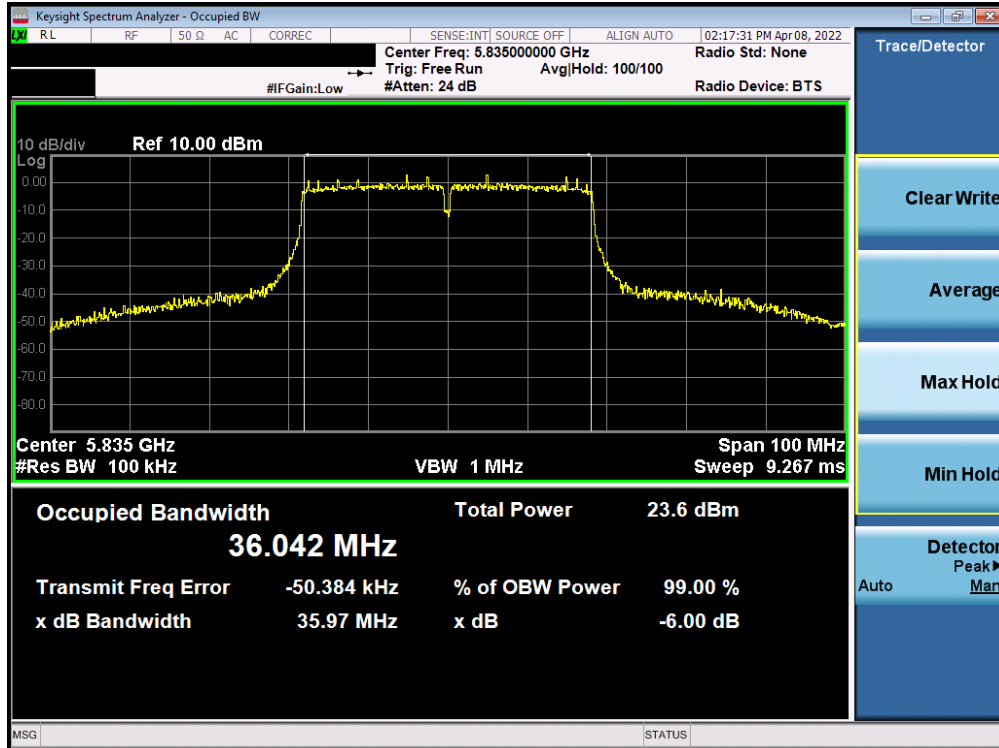 Keysight Spectrum Analyzer - Occupied BW
LXI RL RF 50 Ω AC CORREC SENSE:INT SOURCE OFF ALIGN AUTO 02:17:31 PM Apr 08, 2022
Center Freq: 5.835000000 GHz Radio Std: None
Trig: Free Run Avg|Hold: 100/100
#IFGain:Low #Atten: 24 dB Radio Device: BTS
10 dB/div Ref 10.00 dBm
Log
0.00
-10.0
-20.0
-30.0
-40.0
-50.0
-60.0
-70.0
-80.0
Center 5.835 GHz Span 100 MHz
#Res BW 100 kHz VBW 1 MHz Sweep 9.267 ms
Occupied Bandwidth Total Power 23.6 dBm
36.042 MHz
Transmit Freq Error -50.384 kHz % of OBW Power 99.00 %
x dB Bandwidth 35.97 MHz x dB -6.00 dB
MSG STATUS
Trace/Detector
Clear Write
Average
Max Hold
Min Hold
Detector
Peak▶
Auto Man